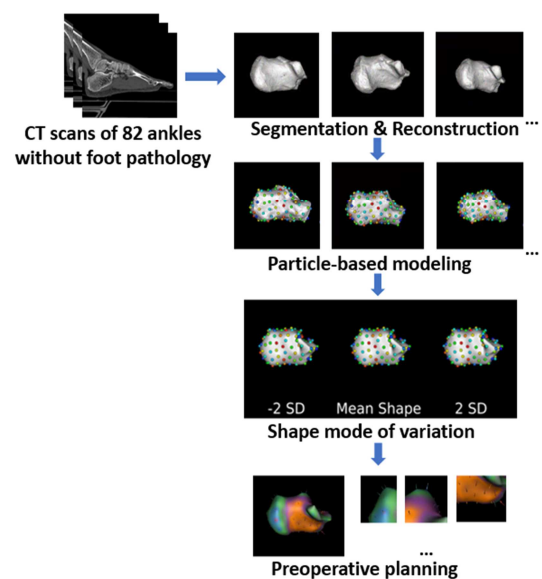 CT scans of 82 ankles
without foot pathology
Segmentation & Reconstruction ...
Particle-based modeling
...
-2 SD Mean Shape 2 SD
Shape mode of variation
...
Preoperative planning